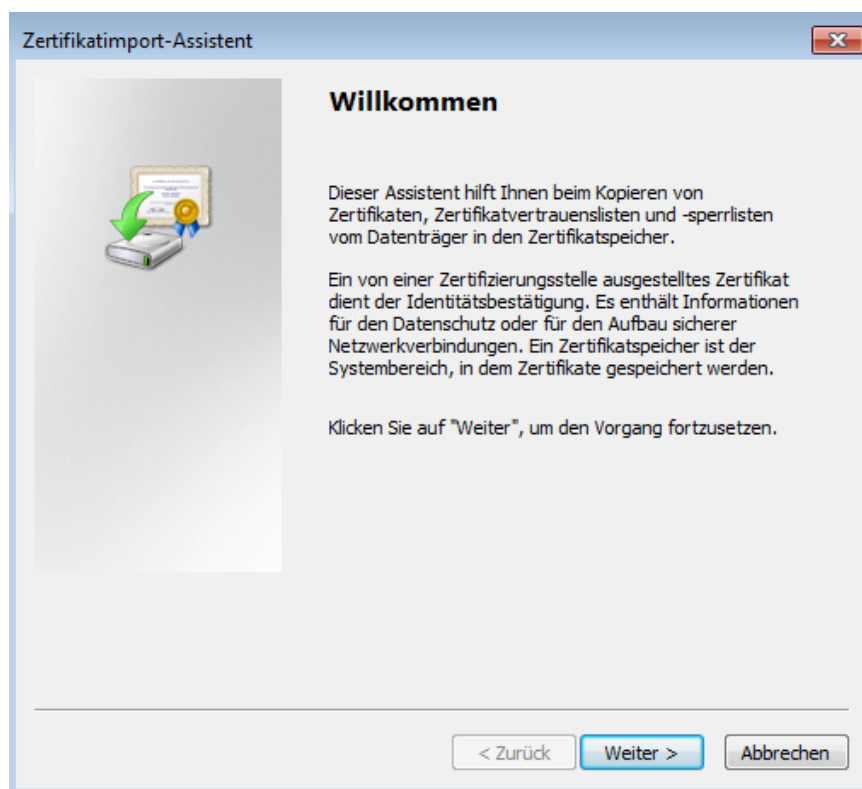 Zertifikatimport-Assistent
Willkommen
Dieser Assistent hilft Ihnen beim Kopieren von
Zertifikaten, Zertifikatvertrauenslisten und -sperrlisten
vom Datenträger in den Zertifikatspeicher.
Ein von einer Zertifizierungsstelle ausgestelltes Zertifikat
dient der Identitätsbestätigung. Es enthält Informationen
für den Datenschutz oder für den Aufbau sicherer
Netzwerkverbindungen. Ein Zertifikatspeicher ist der
Systembereich, in dem Zertifikate gespeichert werden.
Klicken Sie auf "Weiter", um den Vorgang fortzusetzen.
< Zurück Weiter > Abbrechen